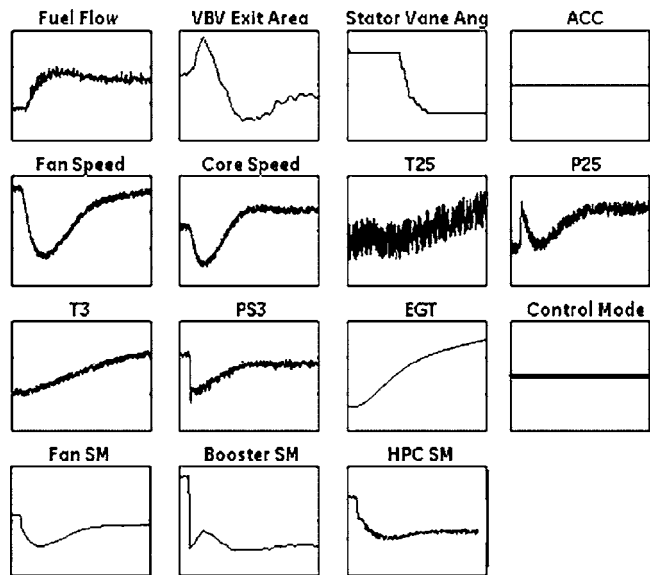 Fuel Flow
VBV Exit Area
Stator Vane Ang
ACC
Fan Speed
Core Speed
T25
P25
T3
PS3
EGT
Control Mode
Fan SM
Booster SM
HPC SM